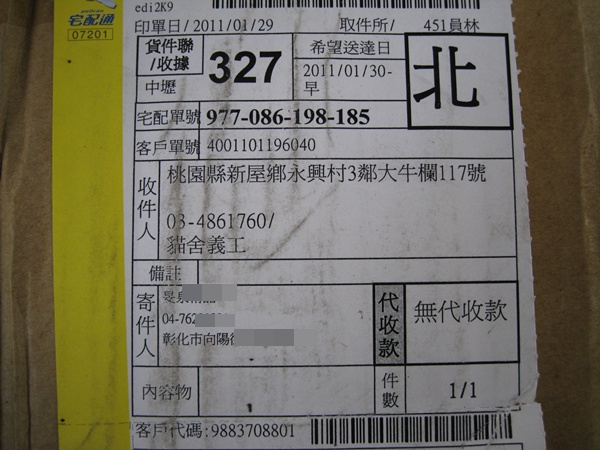 宅配通
07201
edi2K9
印單日/2011/01/29 取件所/ 451員林
貨件聯
/收據
中壢
327
希望送達日
2011/01/30-
早
北
宅配單號 977-086-198-185
客戶單號 4001101196040
收件人
桃園縣新屋鄉永興村3鄰大牛欄117號
03-4861760/
貓舍義工
備註
寄件人
04-762
彰化市向陽街
代收款
無代收款
內容物
件數
1/1
客戶代碼:9883708801